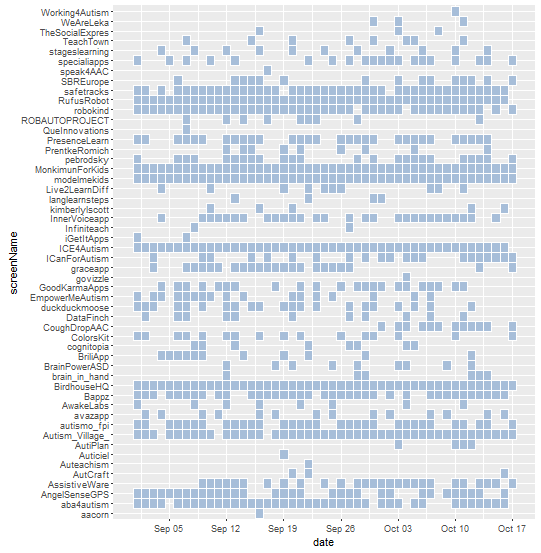 Working4Autism
WeAreLeka
TheSocialExpres
TeachTown
stageslearning
specialiapps
speak4AAC
SBREurope
safetracks
RufusRobot
robokind
ROBAUTOPROJECT
QueInnovations
PresenceLearn
PrentkeRomich
pebrodsky
MonkimunForKids
modelmekids
Live2LearnDiff
langlearnsteps
kimberlylscott
InnerVoiceapp
Infiniteach
iGetItApps
ICE4Autism
ICanForAutism
graceapp
govizzle
GoodKarmaApps
EmpowerMeAutism
duckduckmoose
DataFinch
CoughDropAAC
ColorsKit
cognitopia
BriliApp
BrainPowerASD
brain_in_hand
BirdhouseHQ
Bappz
AwakeLabs
avazapp
autismo_fpi
Autism_Village_
AutiPlan
Auticiel
Auteachism
AutCraft
AssistiveWare
AngelSenseGPS
aba4autism
aacorn
screenName
Sep 05 Sep 12 Sep 19 Sep 26 Oct 03 Oct 10 Oct 17
date